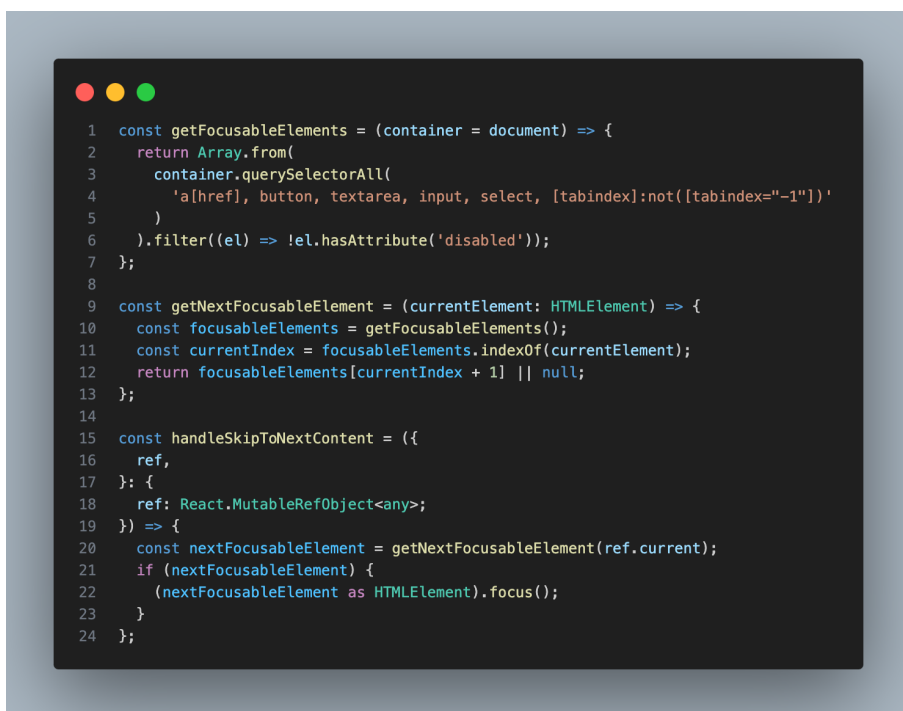 1 const getFocusableElements = (container = document) => {
2   return Array.from(
3     container.querySelectorAll(
4       'a[href], button, textarea, input, select, [tabindex]:not([tabindex="-1"])'
5     )
6   ).filter((el) => !el.hasAttribute('disabled'));
7 };
8
9 const getNextFocusableElement = (currentElement: HTMLElement) => {
10   const focusableElements = getFocusableElements();
11   const currentIndex = focusableElements.indexOf(currentElement);
12   return focusableElements[currentIndex + 1] || null;
13 };
14
15 const handleSkipToNextContent = ({
16   ref,
17 }: {
18   ref: React.MutableRefObject<any>;
19 }) => {
20   const nextFocusableElement = getNextFocusableElement(ref.current);
21   if (nextFocusableElement) {
22     (nextFocusableElement as HTMLElement).focus();
23   }
24 };